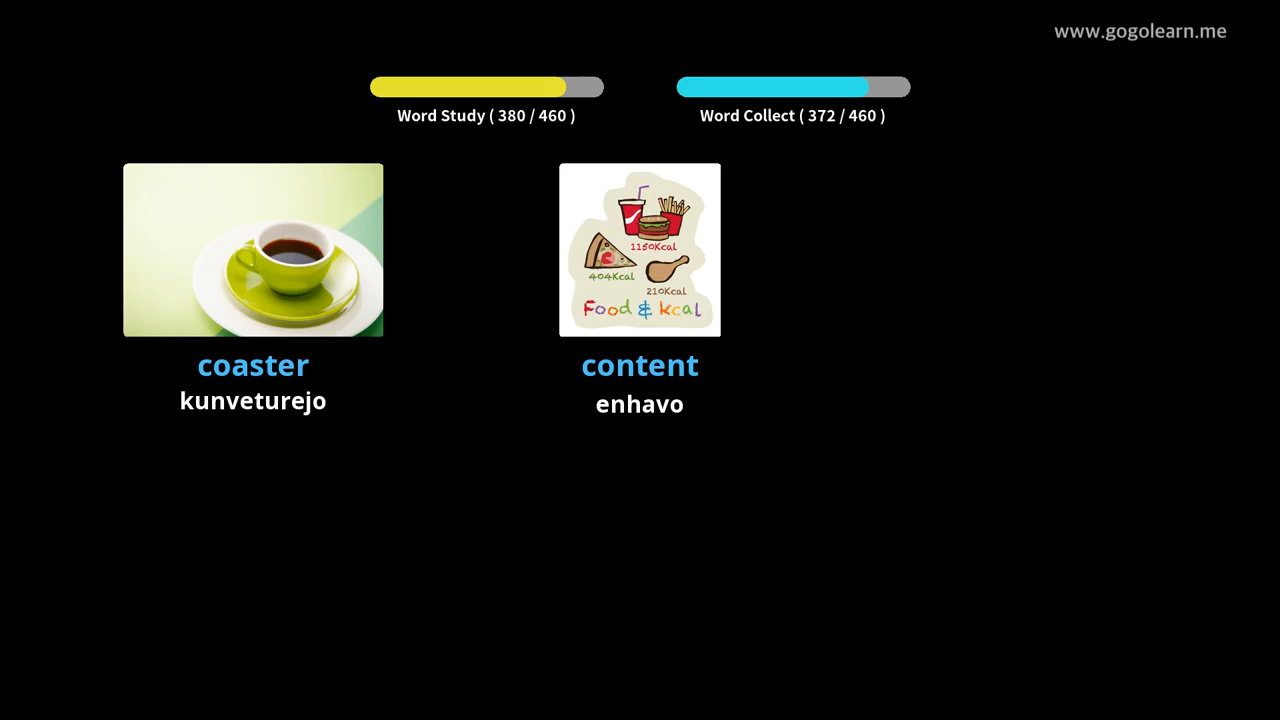 www.gogolearn.me
Word Study ( 380 / 460 )
Word Collect ( 372 / 460 )
1150Kcal
404Kcal
210Kcal
Food & kcal
coaster
kunveturejo
content
enhavo